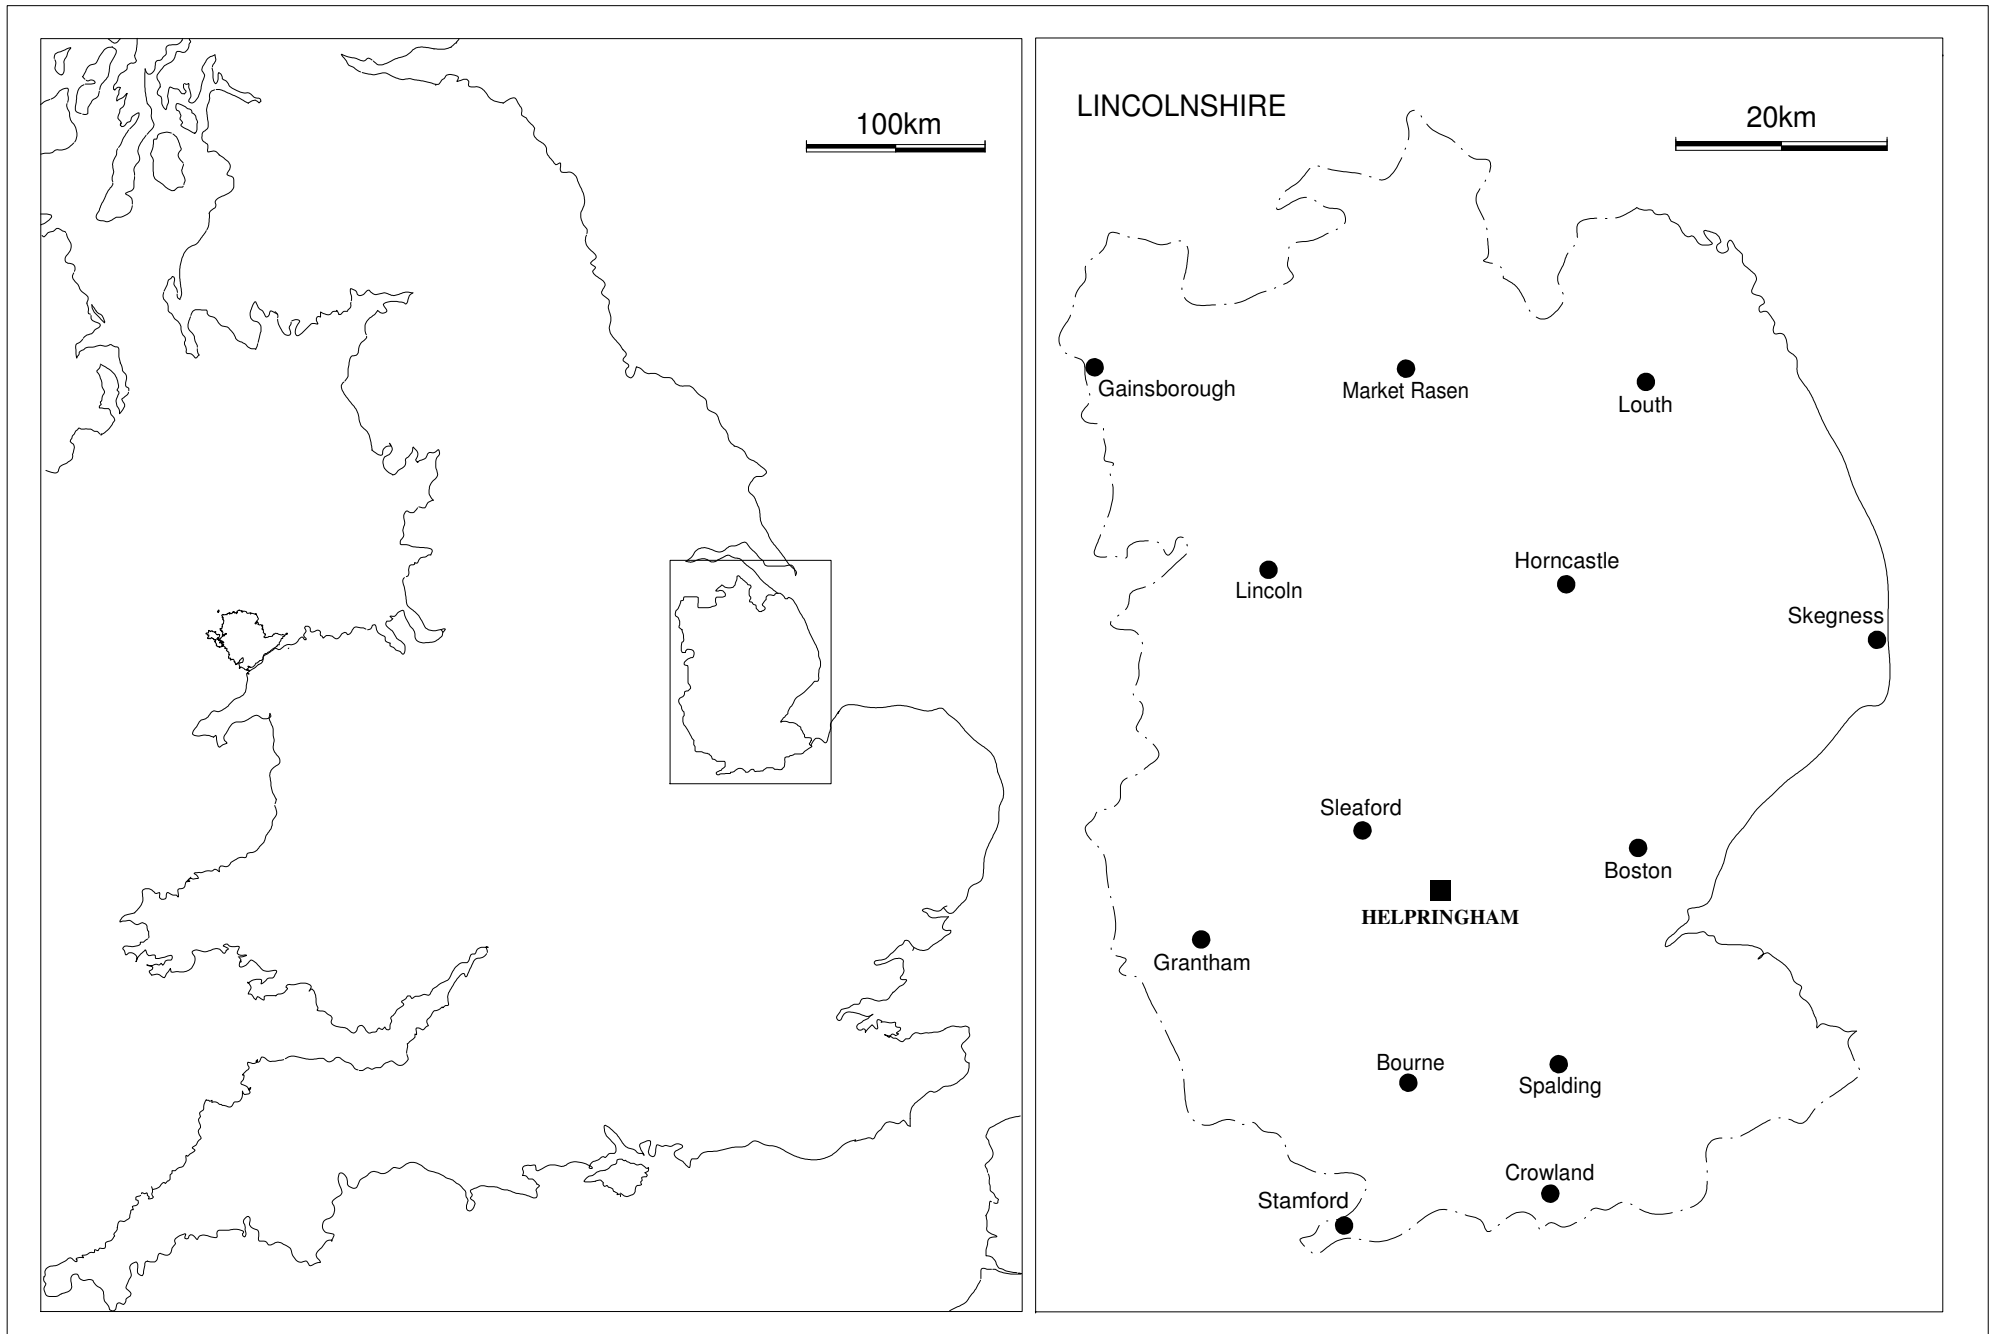 100km
LINCOLNSHIRE
20km
Gainsborough
Market Rasen
Louth
Horncastle
Lincoln
Skegness
Sleaford
Boston
HELPRINGHAM
Grantham
Bourne
Spalding
Crowland
Stamford